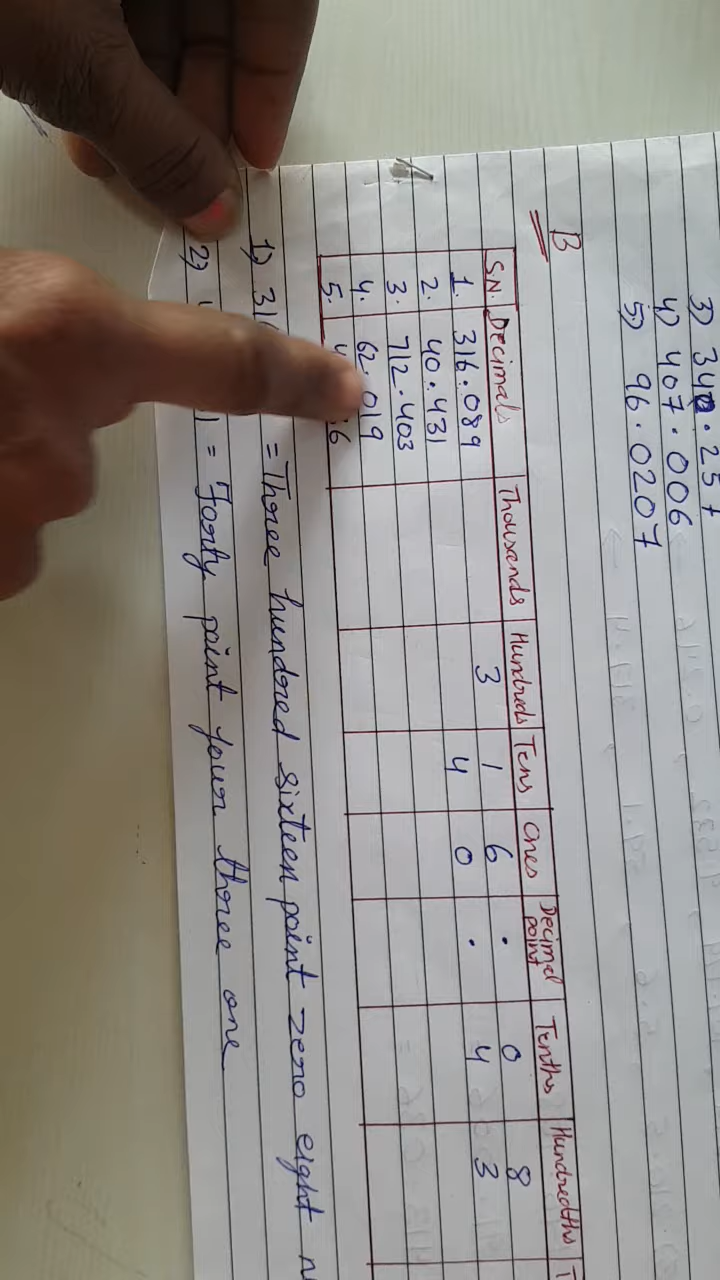 3) 342.257
4) 407.006
5) 96.0207
B
S.N. Decimals Thousands Hundreds Tens Ones Decimal point Tenths Hundredths T
1. 316.089 3 1 6 . 0 8
2. 40.431 4 0 . 4 3
3. 712.403
4. 62.019
5.
1) = Three hundred sixteen point zero eight
2) = Forty point four three one